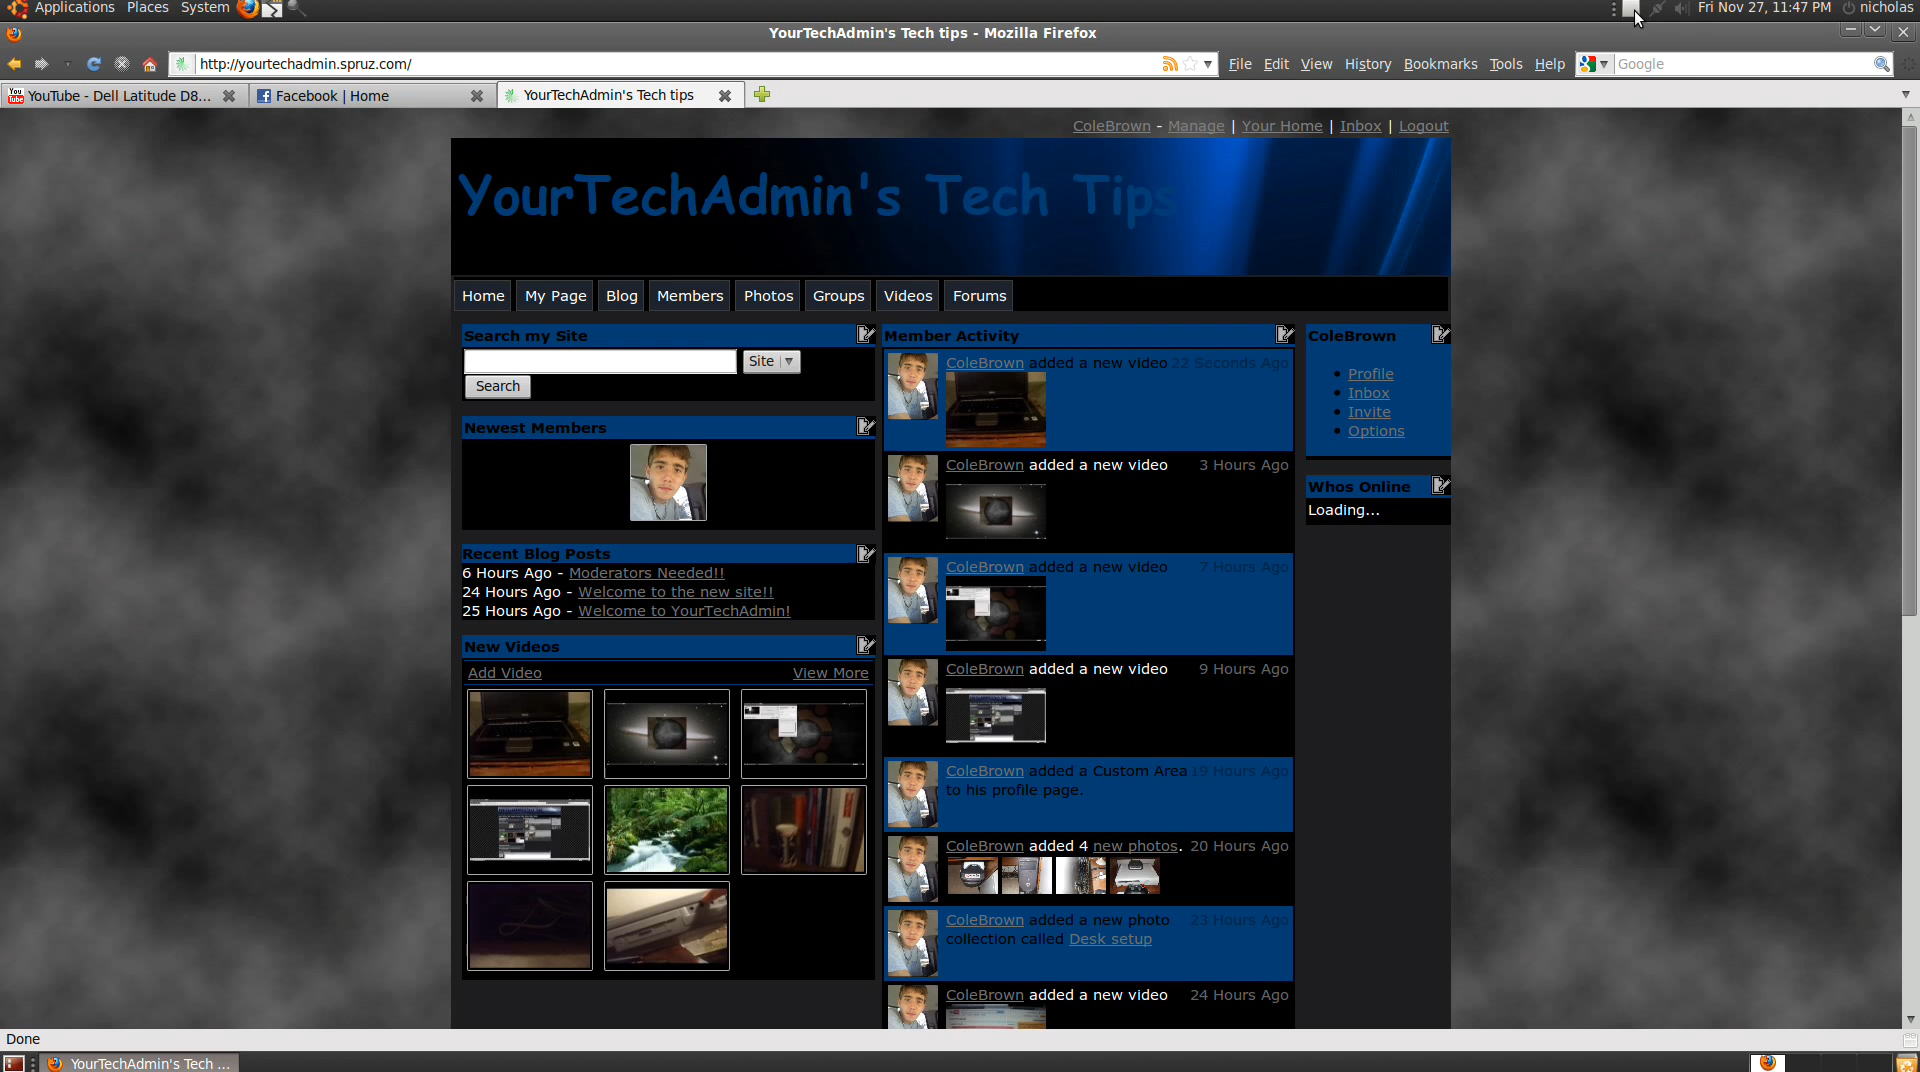 Applications Places System
Fri Nov 27, 11:47 PM nicholas
YourTechAdmin's Tech tips - Mozilla Firefox
http://yourtechadmin.spruz.com/
File Edit View History Bookmarks Tools Help
Google
YouTube - Dell Latitude D8...
Facebook | Home
YourTechAdmin's Tech tips
ColeBrown - Manage | Your Home | Inbox | Logout
YourTechAdmin's Tech Tips
Home My Page Blog Members Photos Groups Videos Forums
Search my Site
Site
Search
Newest Members
Recent Blog Posts
6 Hours Ago - Moderators Needed!!
24 Hours Ago - Welcome to the new site!!
25 Hours Ago - Welcome to YourTechAdmin!
New Videos
Add Video
View More
Member Activity
ColeBrown added a new video 22 Seconds Ago
ColeBrown added a new video 3 Hours Ago
ColeBrown added a new video 7 Hours Ago
ColeBrown added a new video 9 Hours Ago
ColeBrown added a Custom Area 19 Hours Ago
to his profile page.
ColeBrown added 4 new photos. 20 Hours Ago
ColeBrown added a new photo 23 Hours Ago
collection called Desk setup
ColeBrown added a new video 24 Hours Ago
ColeBrown
Profile
Inbox
Invite
Options
Whos Online
Loading...
Done
YourTechAdmin's Tech ...